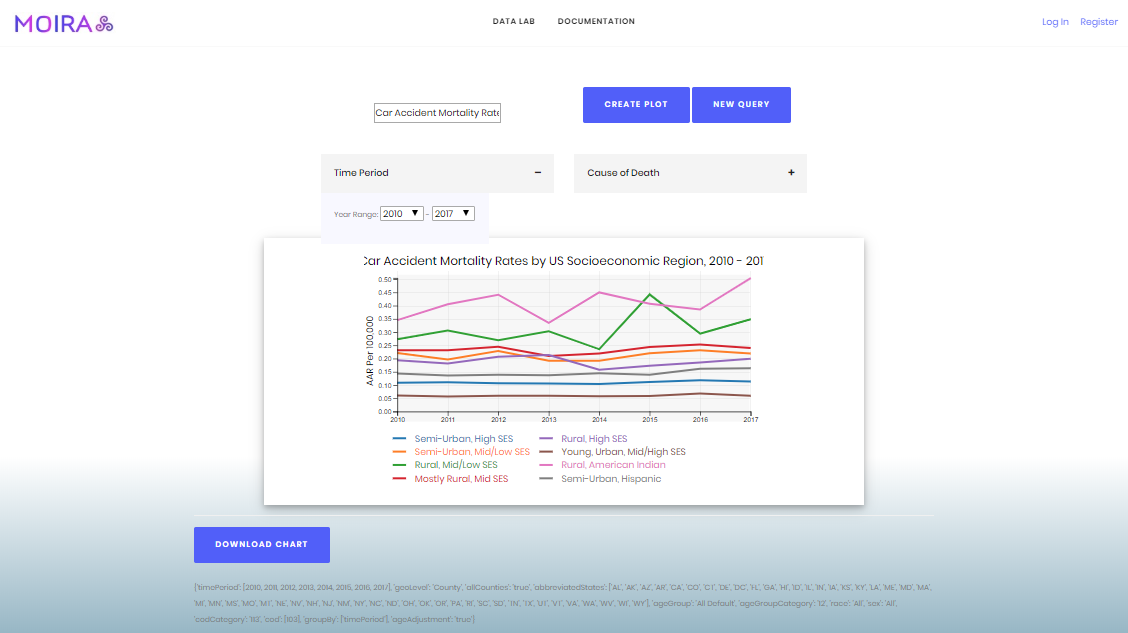 MOIRA
DATA LAB DOCUMENTATION
Log In Register
Car Accident Mortality Rate
CREATE PLOT NEW QUERY
Time Period − Cause of Death +
Year Range: 2010 ▼ - 2017 ▼
Car Accident Mortality Rates by US Socioeconomic Region, 2010 - 201
AAR Per 100,000
0.50
0.45
0.40
0.35
0.30
0.25
0.20
0.15
0.10
0.05
0.00
2010 2011 2012 2013 2014 2015 2016 2017
Semi-Urban, High SES Rural, High SES
Semi-Urban, Mid/Low SES Young, Urban, Mid/High SES
Rural, Mid/Low SES Rural, American Indian
Mostly Rural, Mid SES Semi-Urban, Hispanic
DOWNLOAD CHART
{'timePeriod': [2010, 2011, 2012, 2013, 2014, 2015, 2016, 2017], 'geoLevel': 'County', 'allCounties': 'true', 'abbreviatedStates': ['AL', 'AK', 'AZ', 'AR', 'CA', 'CO', 'CT', 'DE', 'DC', 'FL', 'GA', 'HI', 'ID', 'IL', 'IN', 'IA', 'KS', 'KY', 'LA', 'ME', 'MD', 'MA',
'MI', 'MN', 'MS', 'MO', 'MT', 'NE', 'NV', 'NH', 'NJ', 'NM', 'NY', 'NC', 'ND', 'OH', 'OK', 'OR', 'PA', 'RI', 'SC', 'SD', 'TN', 'TX', 'UT', 'VT', 'VA', 'WA', 'WV', 'WI', 'WY'], 'ageGroup': 'All Default', 'ageGroupCategory': '12', 'race': 'All', 'sex': 'All',
'codCategory': '113', 'cod': [103], 'groupBy': ['timePeriod'], 'ageAdjustment': 'true'}